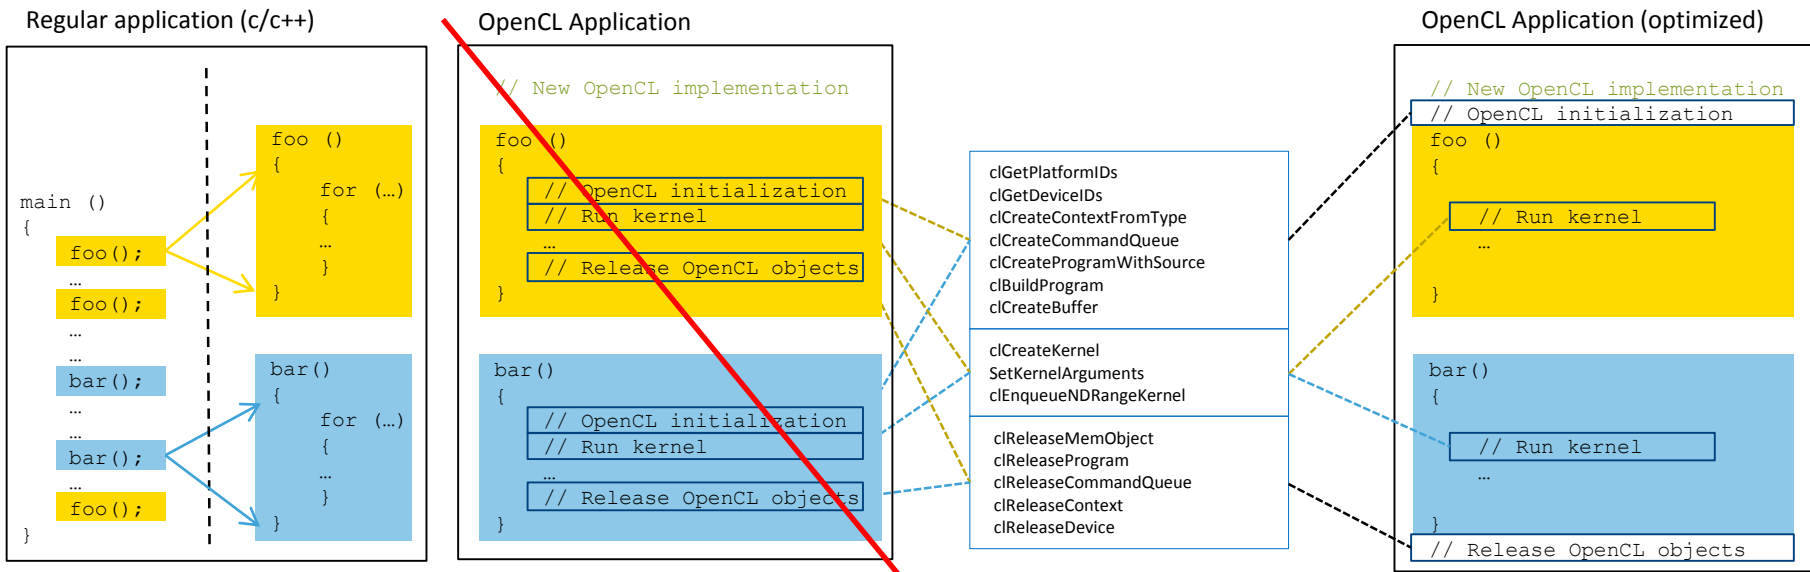 Regular application (c/c++)
main ()
{
foo();
…
foo();
…
…
bar();
…
…
bar();
…
foo();
}
foo ()
{
for (…)
{
…
}
}
bar()
{
for (…)
{
…
}
}
OpenCL Application
// New OpenCL implementation
foo ()
{
// OpenCL initialization
// Run kernel
…
// Release OpenCL objects
}
bar()
{
// OpenCL initialization
// Run kernel
…
// Release OpenCL objects
}
clGetPlatformIDs
clGetDeviceIDs
clCreateContextFromType
clCreateCommandQueue
clCreateProgramWithSource
clBuildProgram
clCreateBuffer
clCreateKernel
SetKernelArguments
clEnqueueNDRangeKernel
clReleaseMemObject
clReleaseProgram
clReleaseCommandQueue
clReleaseContext
clReleaseDevice
OpenCL Application (optimized)
// New OpenCL implementation
// OpenCL initialization
foo ()
{
// Run kernel
…
}
bar()
{
// Run kernel
…
}
// Release OpenCL objects